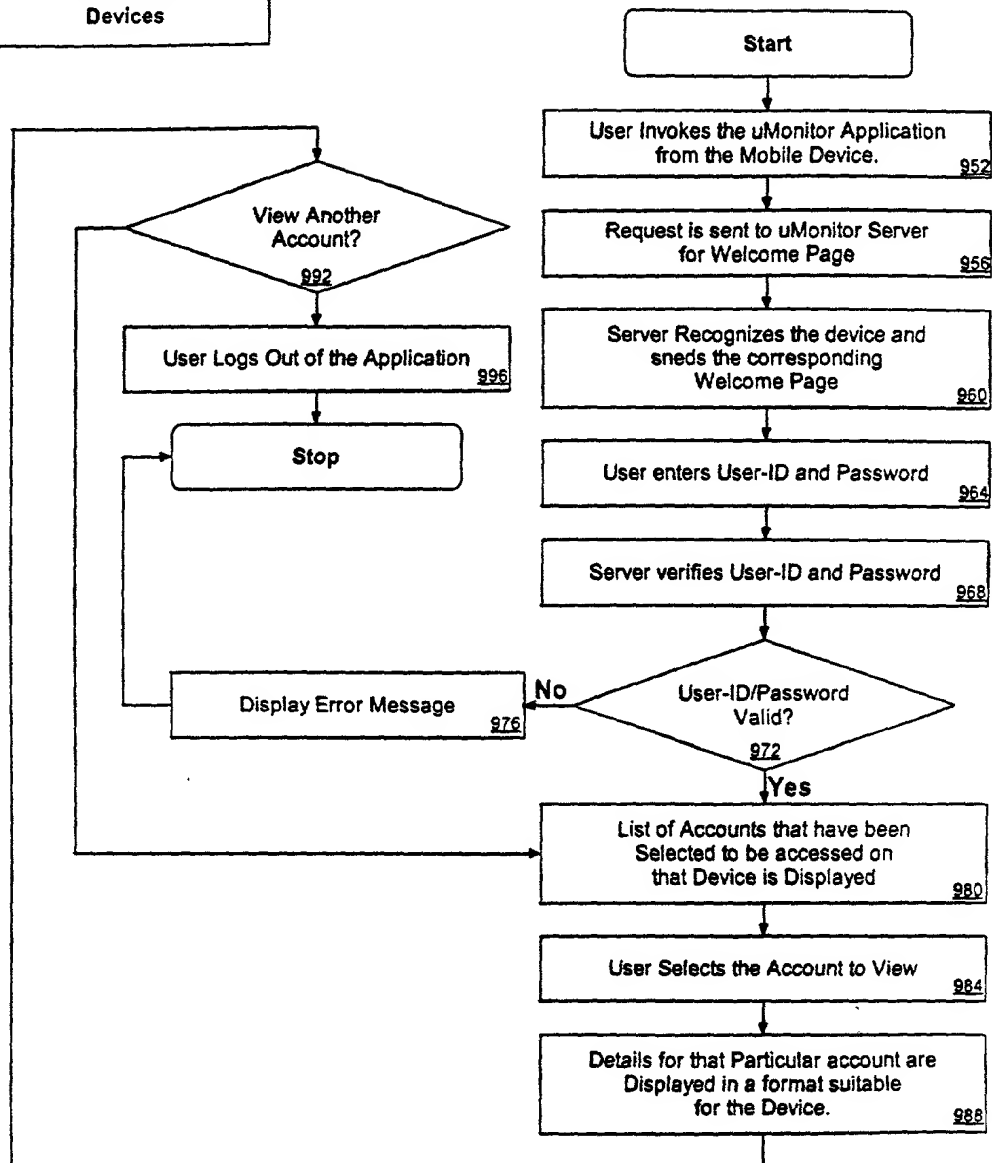 Devices
Start
User Invokes the uMonitor Application
from the Mobile Device.
952
Request is sent to uMonitor Server
for Welcome Page
956
Server Recognizes the device and
sneds the corresponding
Welcome Page
960
User enters User-ID and Password
964
Server verifies User-ID and Password
968
User-ID/Password
Valid?
972
No
Yes
Display Error Message
976
List of Accounts that have been
Selected to be accessed on
that Device is Displayed
980
User Selects the Account to View
984
Details for that Particular account are
Displayed in a format suitable
for the Device.
988
View Another
Account?
992
User Logs Out of the Application
996
Stop